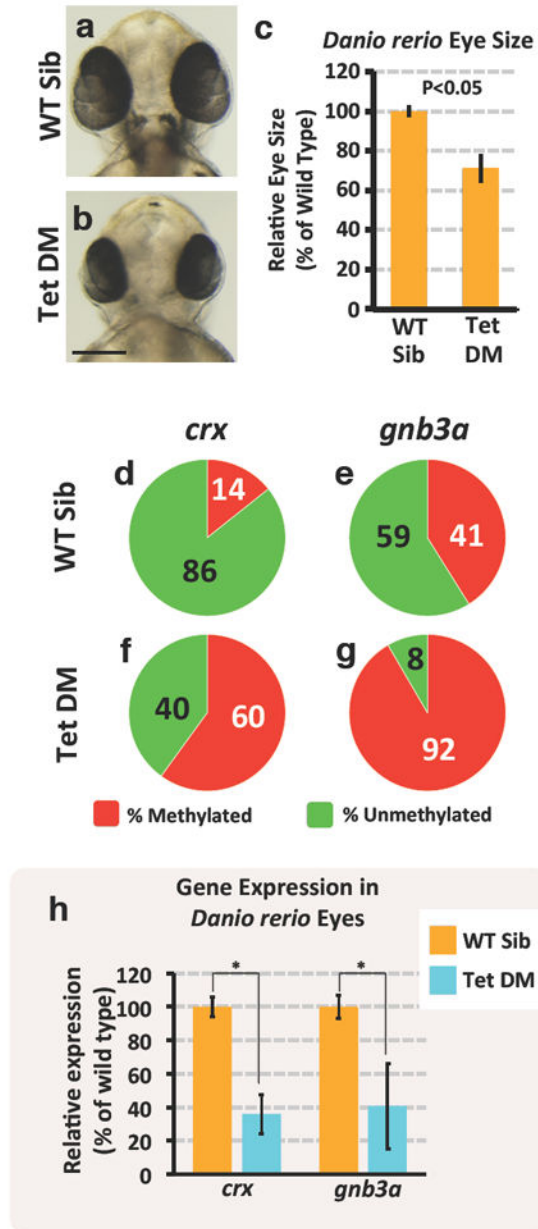 a
WT Sib
b
Tet DM
c
Danio rerio Eye Size
P<0.05
Relative Eye Size
(% of Wild Type)
120
100
80
60
40
20
0
WT
Sib
Tet
DM
crx
gnb3a
WT Sib
d
14
86
e
59
41
Tet DM
f
40
60
g
8
92
% Methylated
% Unmethylated
h
Gene Expression in
Danio rerio Eyes
WT Sib
Tet DM
Relative expression
(% of wild type)
120
100
80
60
40
20
0
*
*
crx
gnb3a